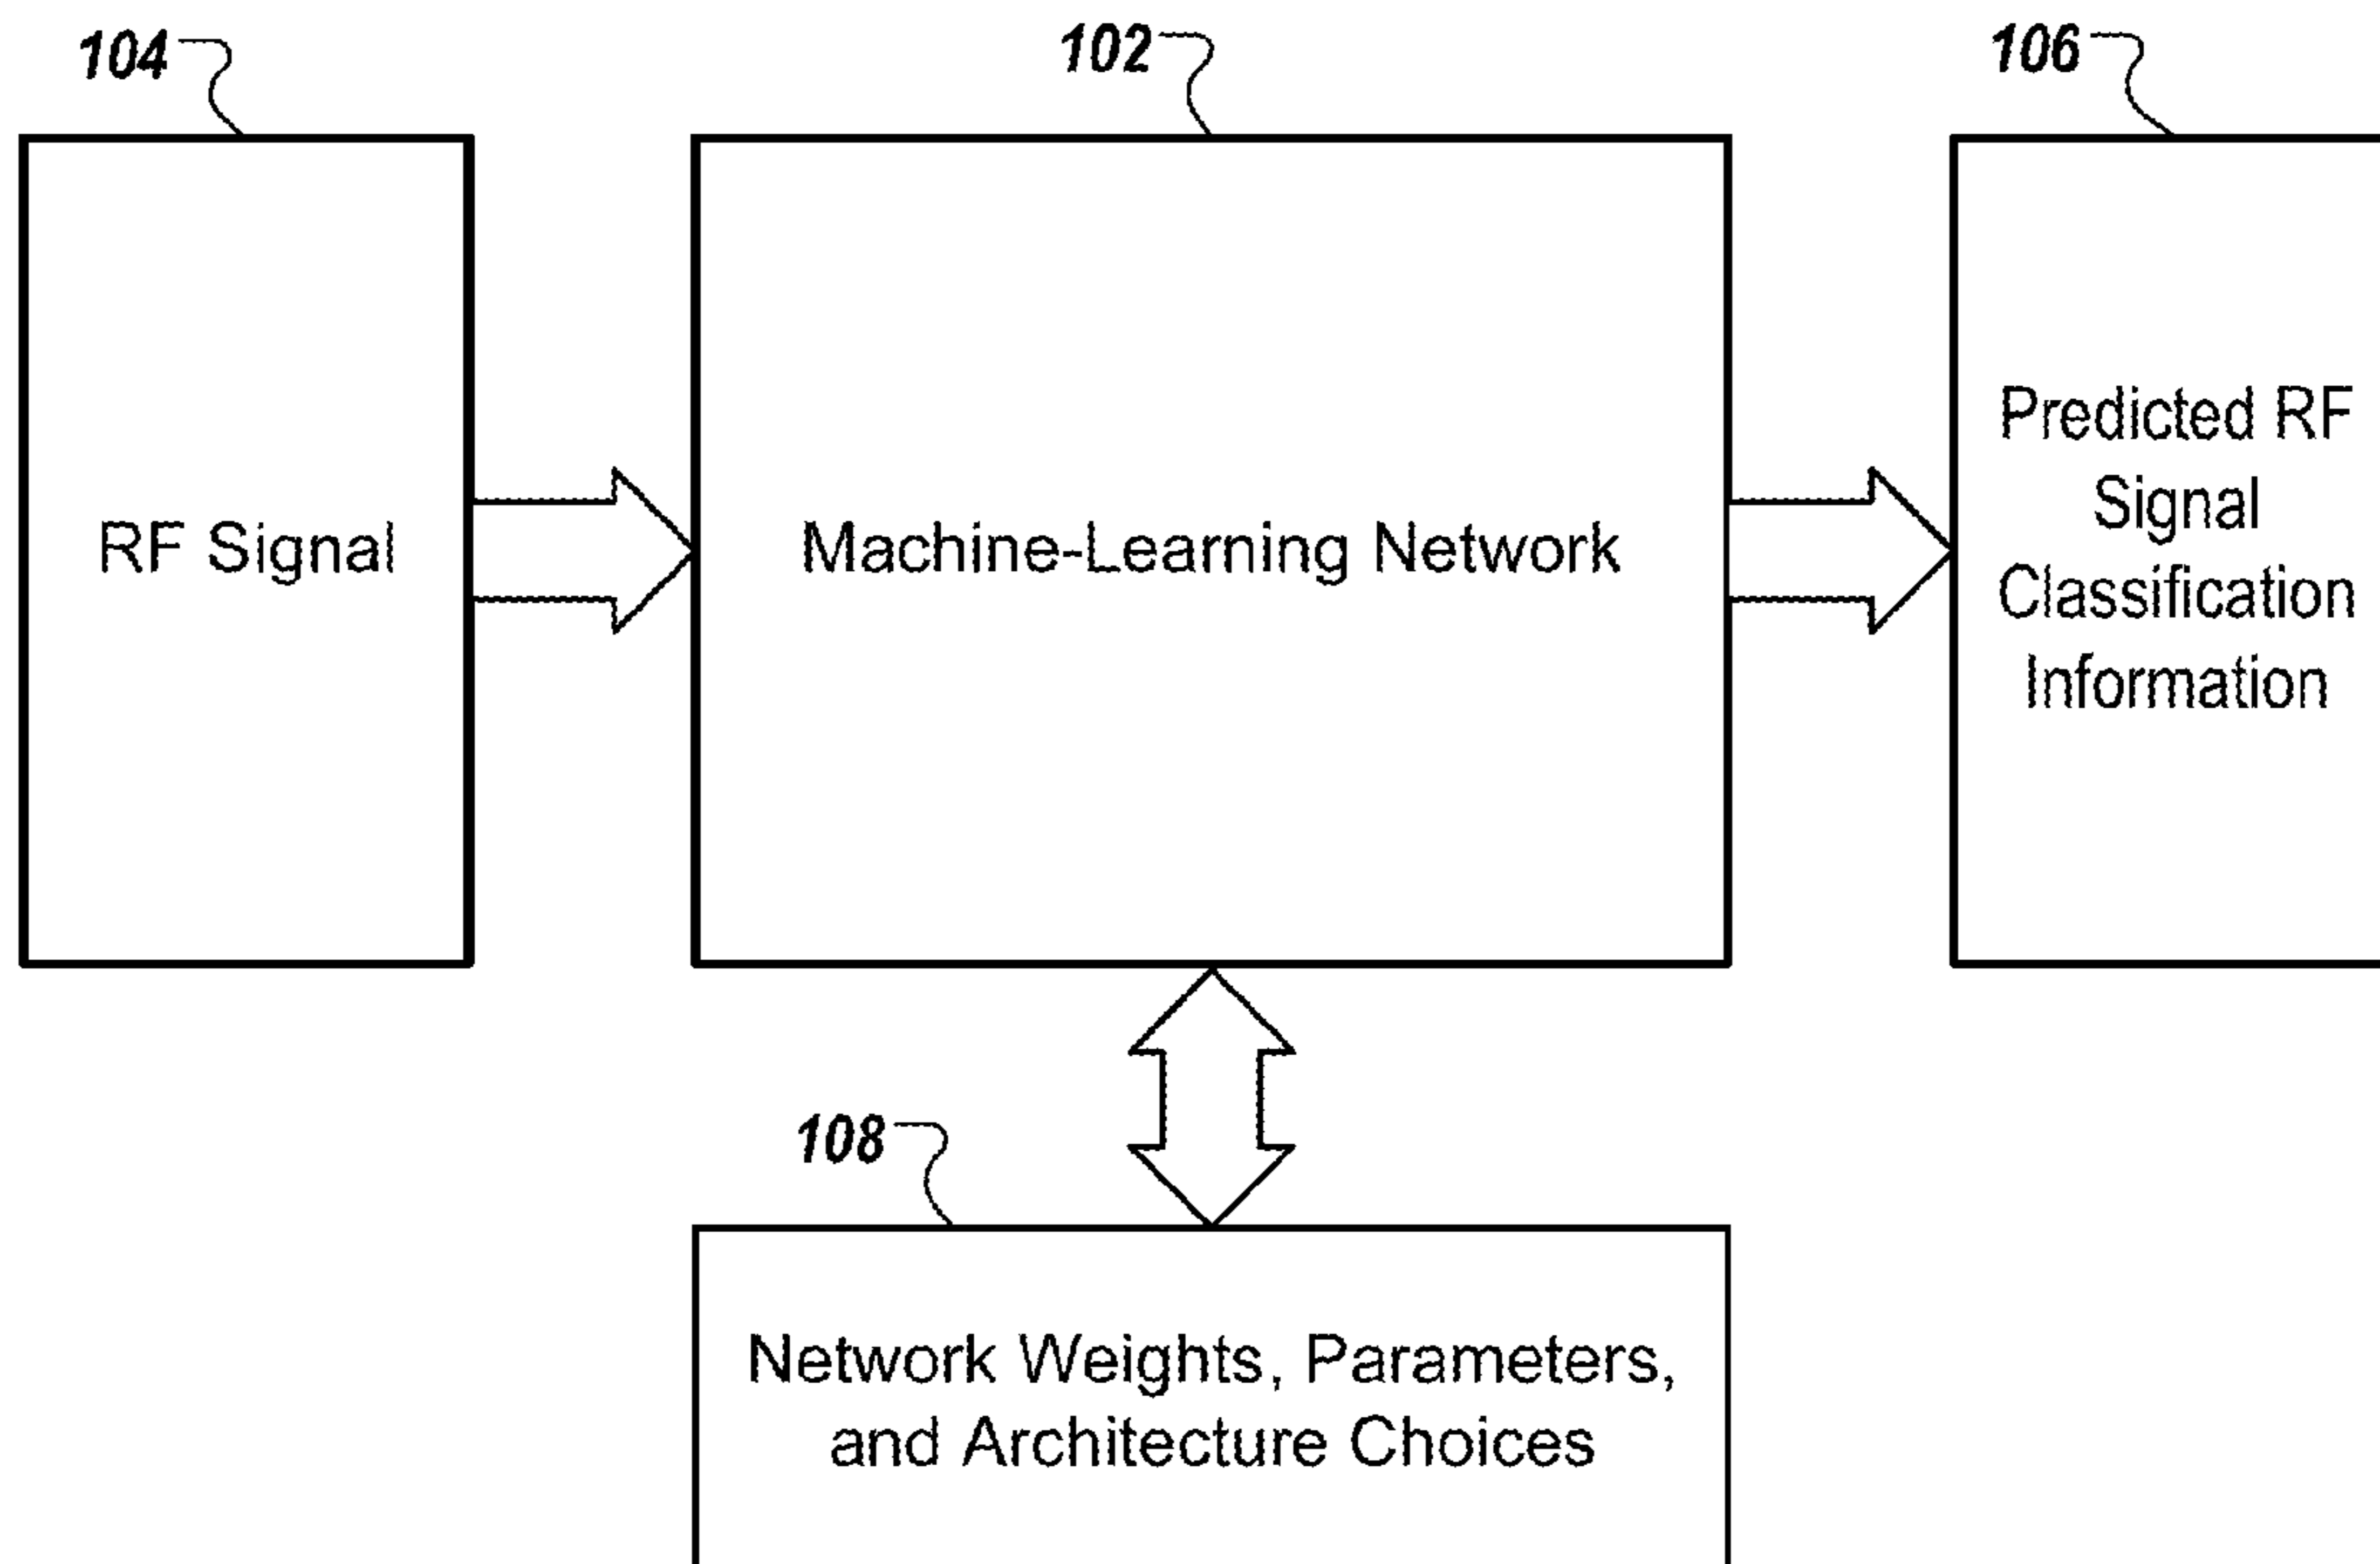 104
102
106
RF Signal
Machine-Learning Network
Predicted RF
Signal
Classification
Information
108
Network Weights, Parameters,
and Architecture Choices